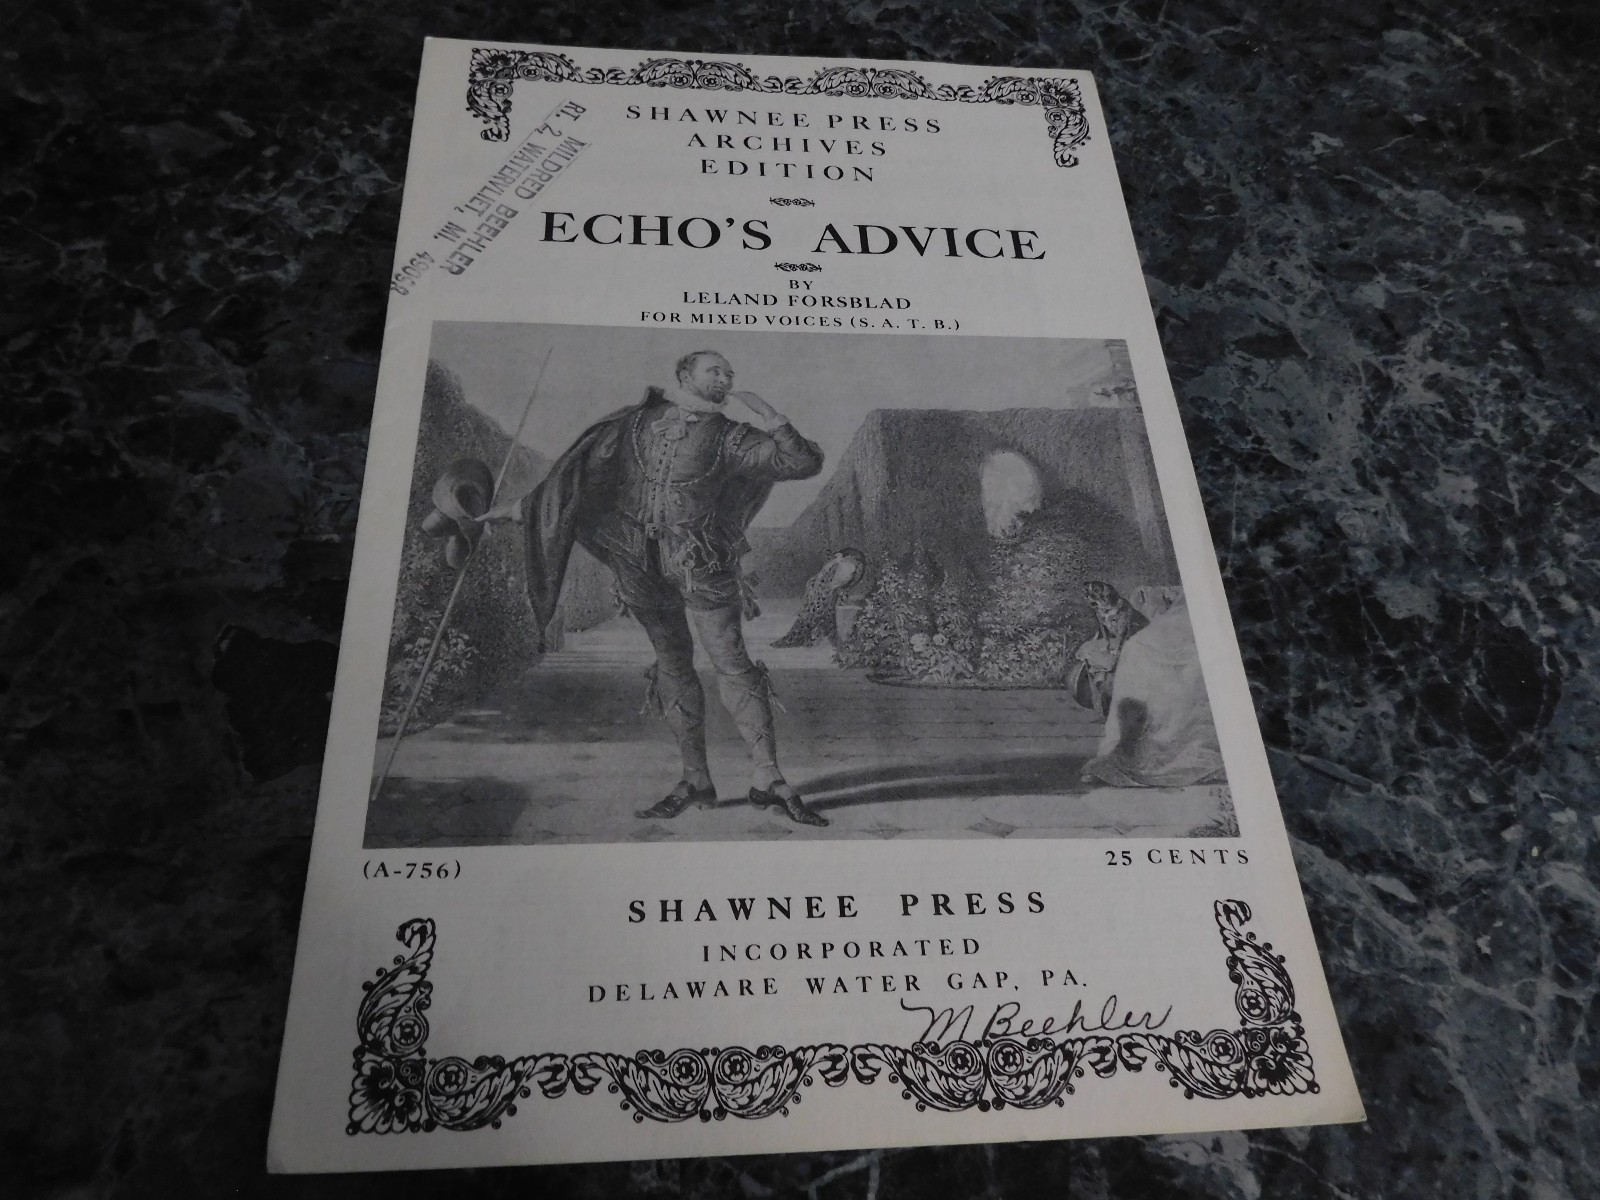 SHAWNEE PRESS
ARCHIVES
EDITION
MILDRED BEEHLER
RT. 2, WATERVLIET, MI. 49098
ECHO'S ADVICE
BY
LELAND FORSBLAD
FOR MIXED VOICES (S. A. T. B.)
(A-756)
25 CENTS
SHAWNEE PRESS
INCORPORATED
DELAWARE WATER GAP, PA.
M Beehler